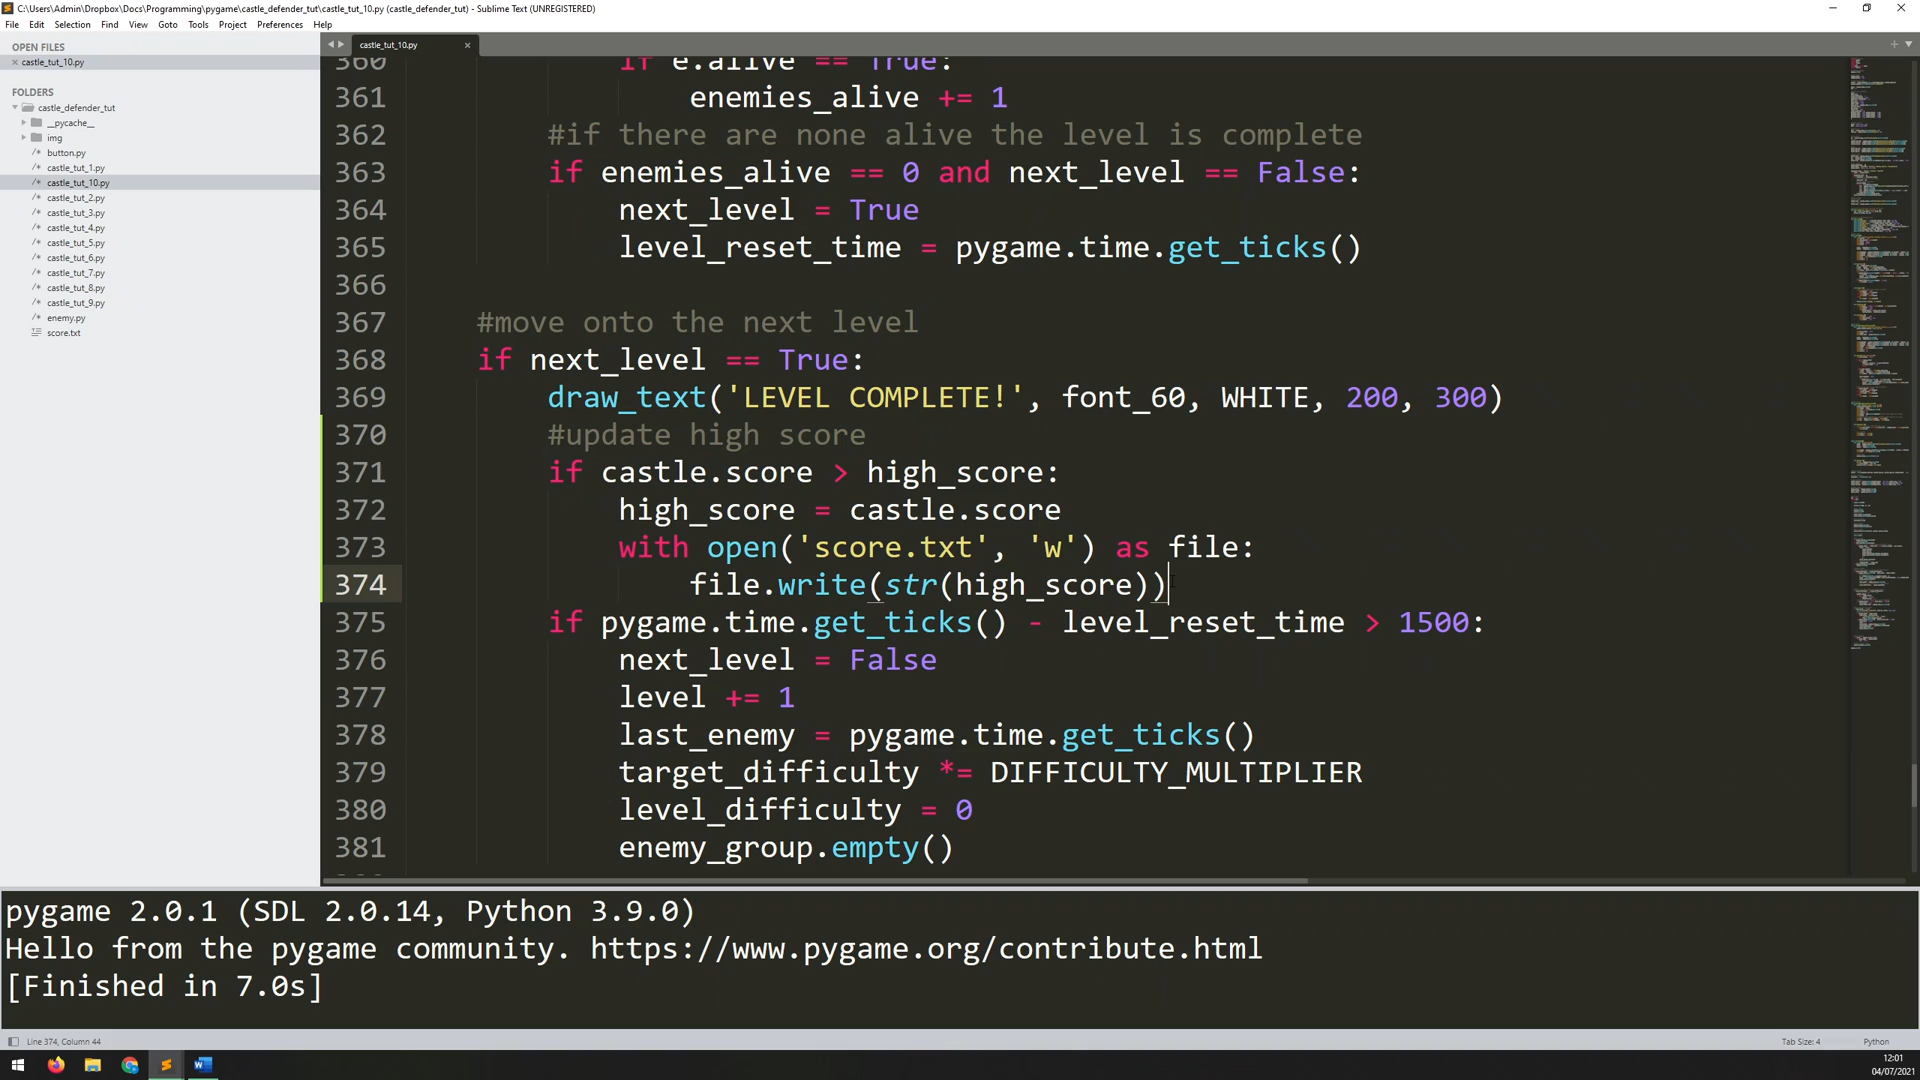 C:\Users\Admin\Dropbox\Docs\Programming\pygame\castle_defender_tut\castle_tut_10.py (castle_defender_tut) - Sublime Text (UNREGISTERED)
File Edit Selection Find View Goto Tools Project Preferences Help
OPEN FILES
× castle_tut_10.py
FOLDERS
castle_defender_tut
__pycache__
img
/* button.py
/* castle_tut_1.py
/* castle_tut_10.py
/* castle_tut_2.py
/* castle_tut_3.py
/* castle_tut_4.py
/* castle_tut_5.py
/* castle_tut_6.py
/* castle_tut_7.py
/* castle_tut_8.py
/* castle_tut_9.py
/* enemy.py
score.txt
castle_tut_10.py ×
360 if e.alive == True:
361 enemies_alive += 1
362 #if there are none alive the level is complete
363 if enemies_alive == 0 and next_level == False:
364 next_level = True
365 level_reset_time = pygame.time.get_ticks()
366
367 #move onto the next level
368 if next_level == True:
369 draw_text('LEVEL COMPLETE!', font_60, WHITE, 200, 300)
370 #update high score
371 if castle.score > high_score:
372 high_score = castle.score
373 with open('score.txt', 'w') as file:
374 file.write(str(high_score))
375 if pygame.time.get_ticks() - level_reset_time > 1500:
376 next_level = False
377 level += 1
378 last_enemy = pygame.time.get_ticks()
379 target_difficulty *= DIFFICULTY_MULTIPLIER
380 level_difficulty = 0
381 enemy_group.empty()
pygame 2.0.1 (SDL 2.0.14, Python 3.9.0)
Hello from the pygame community. https://www.pygame.org/contribute.html
[Finished in 7.0s]
Line 374, Column 44
Tab Size: 4
Python
12:01
04/07/2021